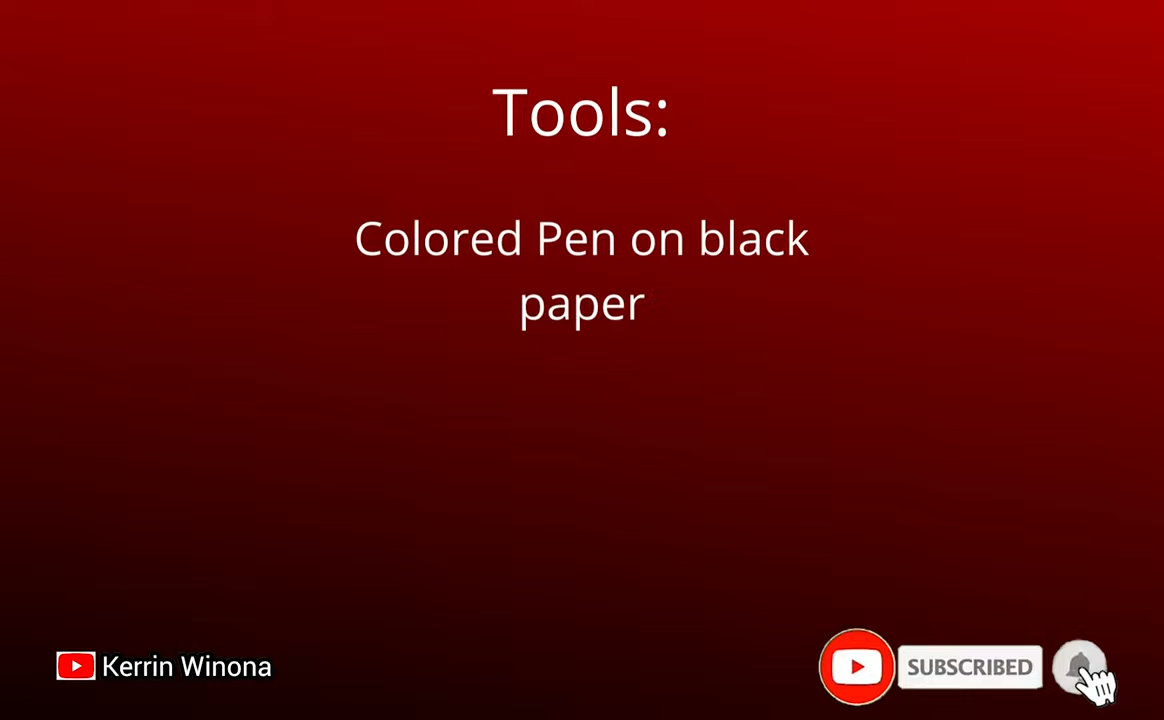 Tools:
Colored Pen on black
paper
Kerrin Winona
SUBSCRIBED